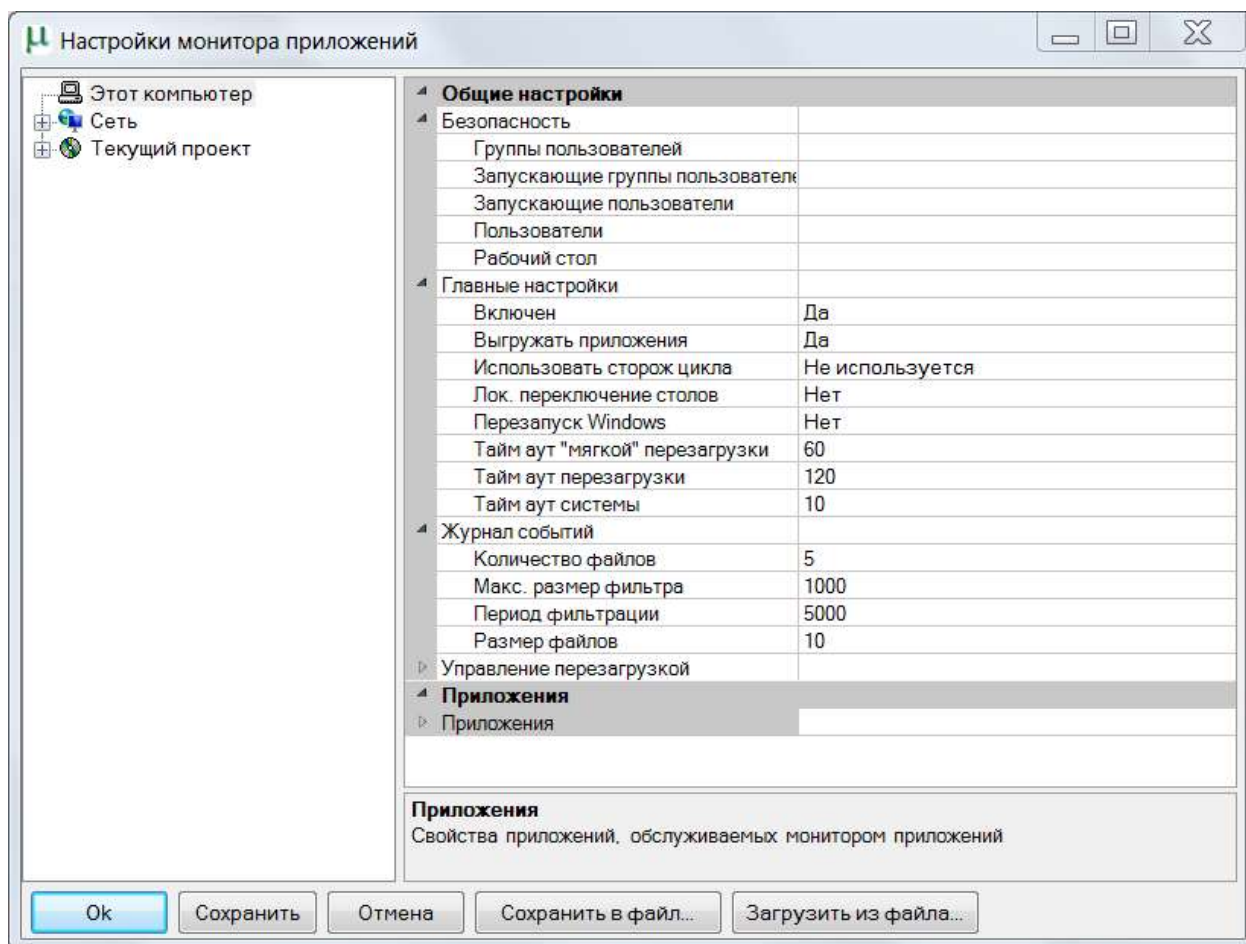 µ Настройки монитора приложений
Этот компьютер
Сеть
Текущий проект
Общие настройки
Безопасность
Группы пользователей
Запускающие группы пользователе
Запускающие пользователи
Пользователи
Рабочий стол
Главные настройки
Включен Да
Выгружать приложения Да
Использовать сторож цикла Не используется
Лок. переключение столов Нет
Перезапуск Windows Нет
Тайм аут "мягкой" перезагрузки 60
Тайм аут перезагрузки 120
Тайм аут системы 10
Журнал событий
Количество файлов 5
Макс. размер фильтра 1000
Период фильтрации 5000
Размер файлов 10
Управление перезагрузкой
Приложения
Приложения
Приложения
Свойства приложений, обслуживаемых монитором приложений
Ok Сохранить Отмена Сохранить в файл... Загрузить из файла...